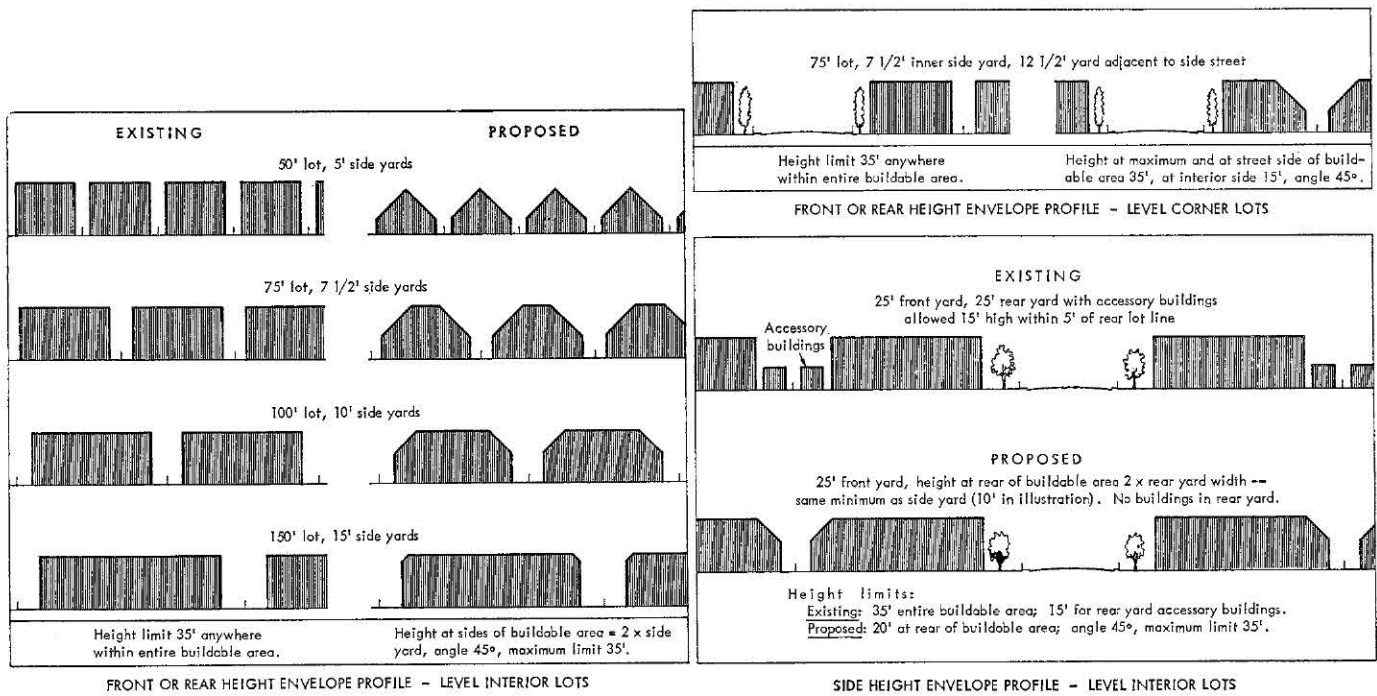 EXISTING
PROPOSED
50' lot, 5' side yards
75' lot, 7 1/2' side yards
100' lot, 10' side yards
150' lot, 15' side yards
Height limit 35' anywhere
within entire buildable area.
Height at sides of buildable area = 2 x side
yard, angle 45°, maximum limit 35'.
FRONT OR REAR HEIGHT ENVELOPE PROFILE - LEVEL INTERIOR LOTS
75' lot, 7 1/2' inner side yard, 12 1/2' yard adjacent to side street
Height limit 35' anywhere
within entire buildable area.
Height at maximum and at street side of build-
able area 35', at interior side 15', angle 45°.
FRONT OR REAR HEIGHT ENVELOPE PROFILE - LEVEL CORNER LOTS
EXISTING
25' front yard, 25' rear yard with accessory buildings
allowed 15' high within 5' of rear lot line
Accessory
buildings
PROPOSED
25' front yard, height at rear of buildable area 2 x rear yard width --
same minimum as side yard (10' in illustration). No buildings in rear yard.
Height limits:
Existing: 35' entire buildable area; 15' for rear yard accessory buildings.
Proposed: 20' at rear of buildable area; angle 45°, maximum limit 35'.
SIDE HEIGHT ENVELOPE PROFILE - LEVEL INTERIOR LOTS